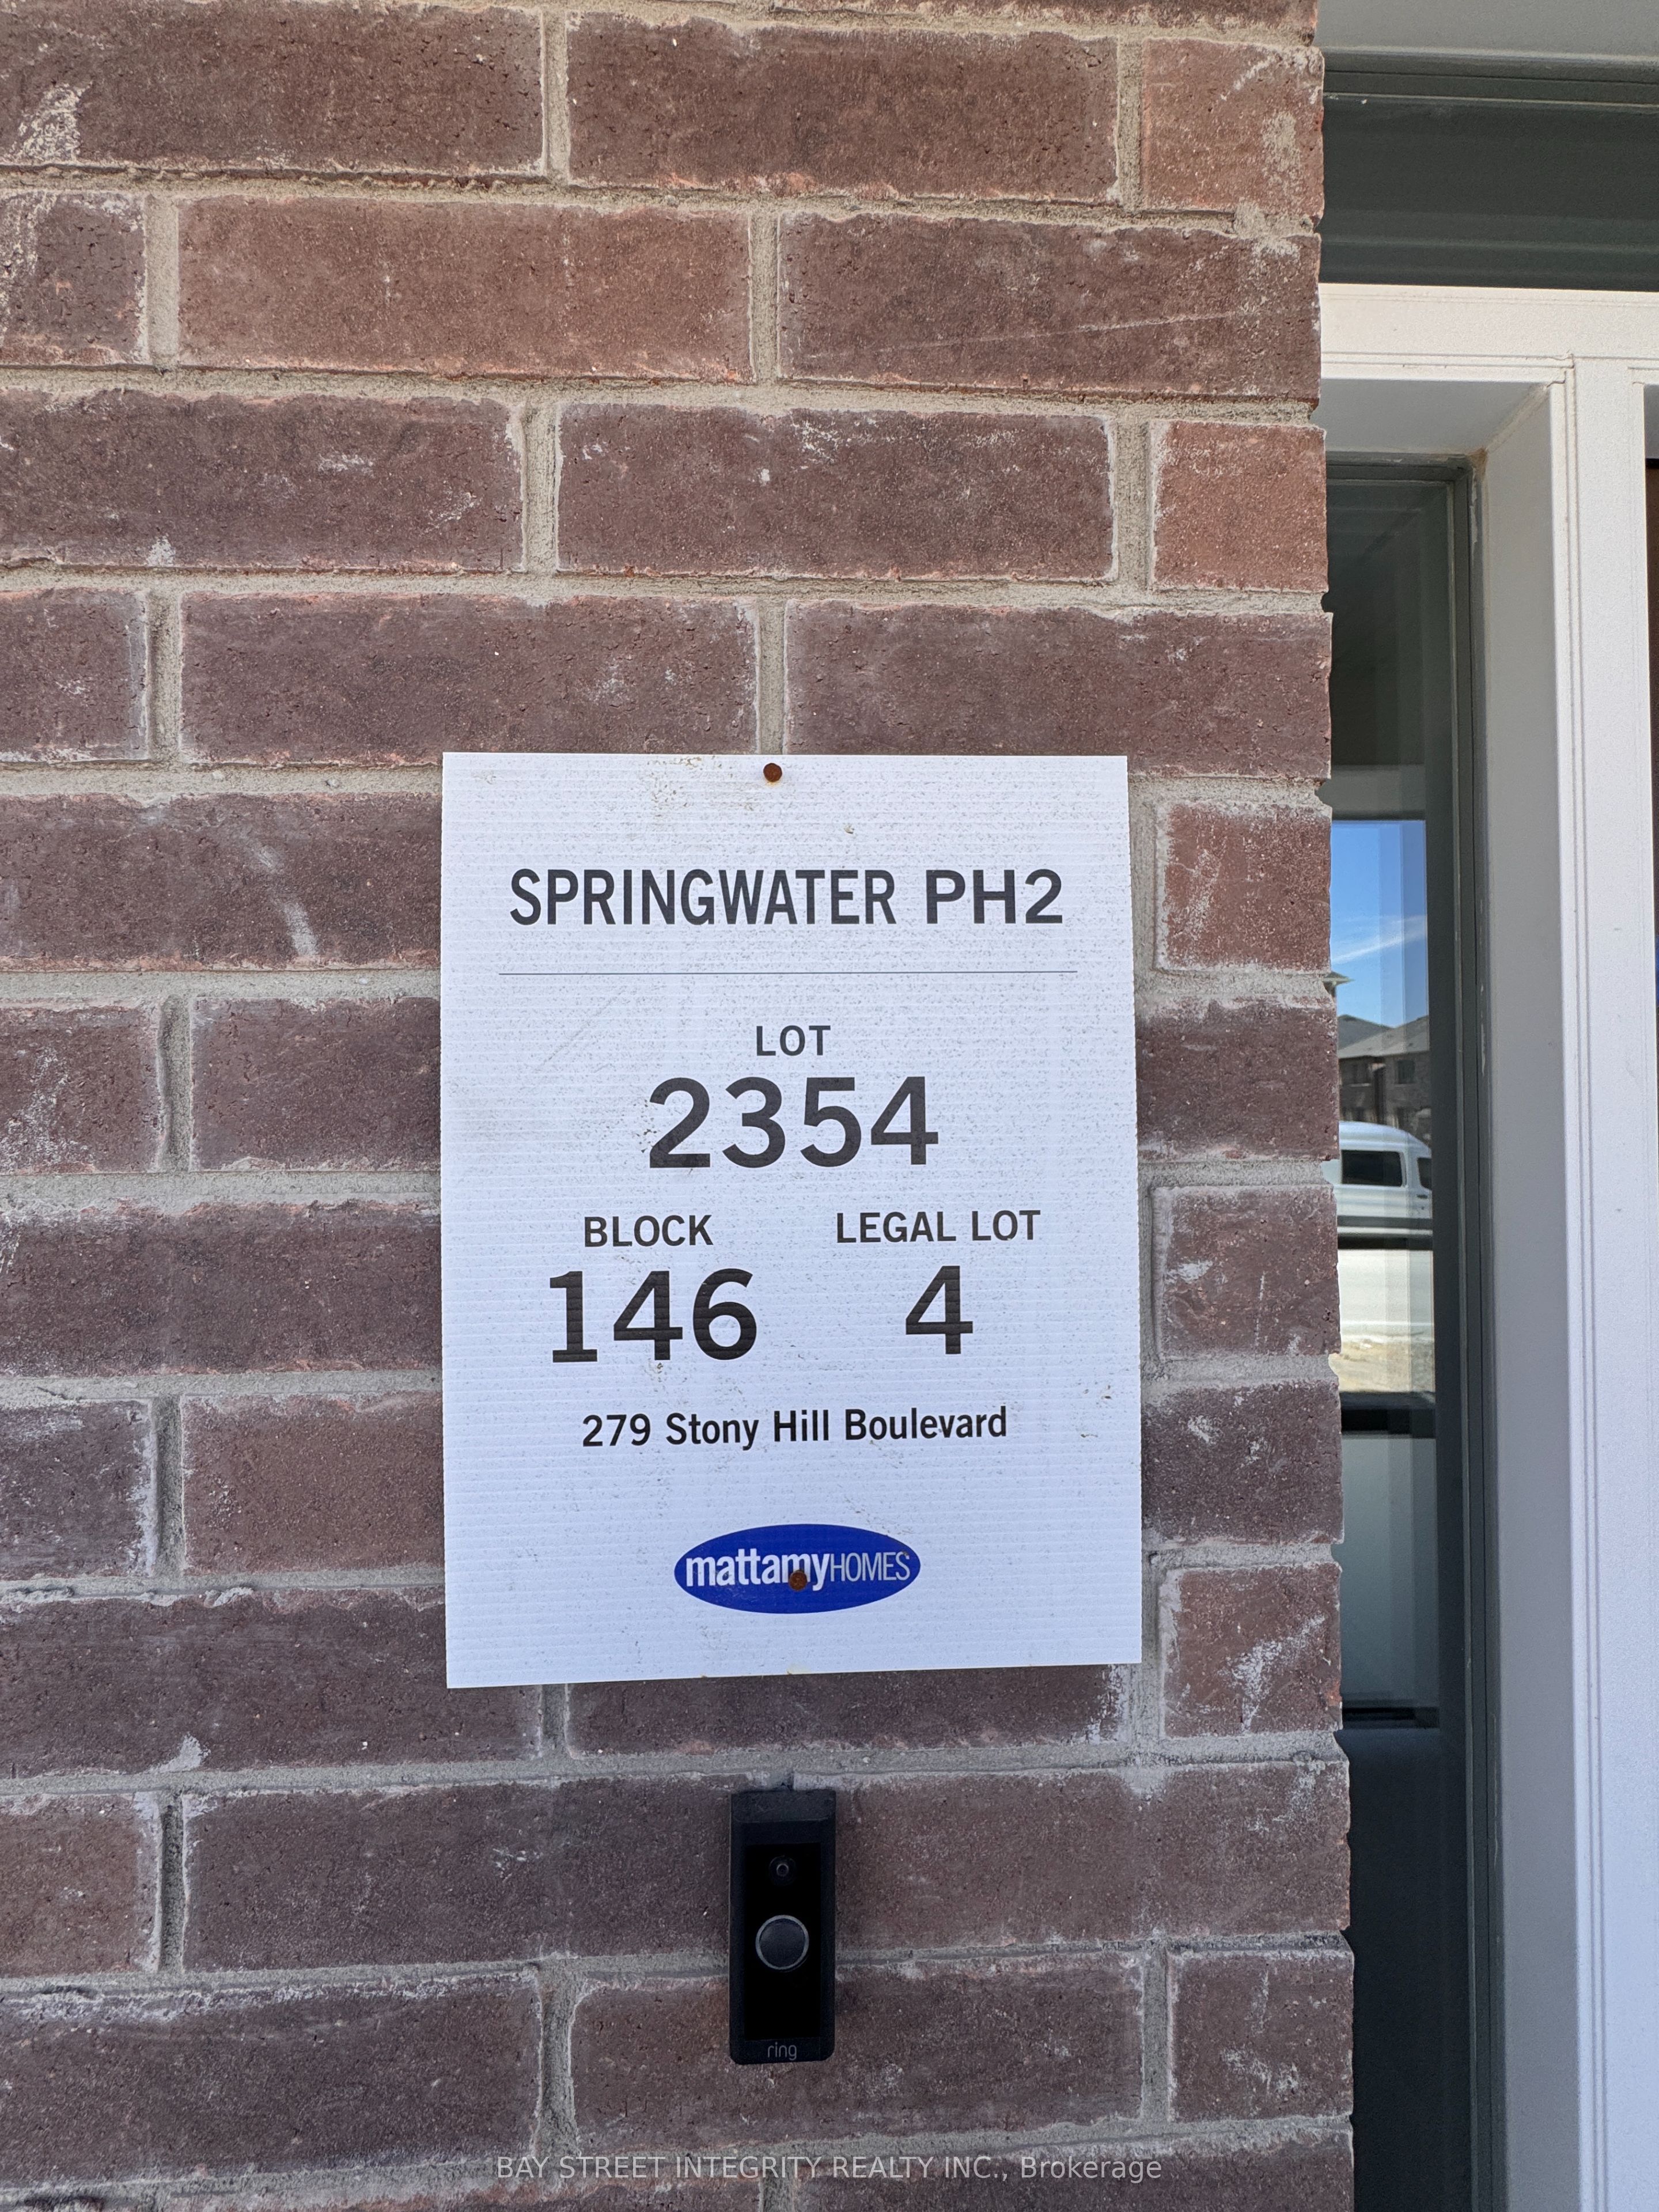 SPRINGWATER PH2
LOT
2354
BLOCK LEGAL LOT
146 4
279 Stony Hill Boulevard
mattamyHOMES
ring
BAY STREET INTEGRITY REALTY INC., Brokerage